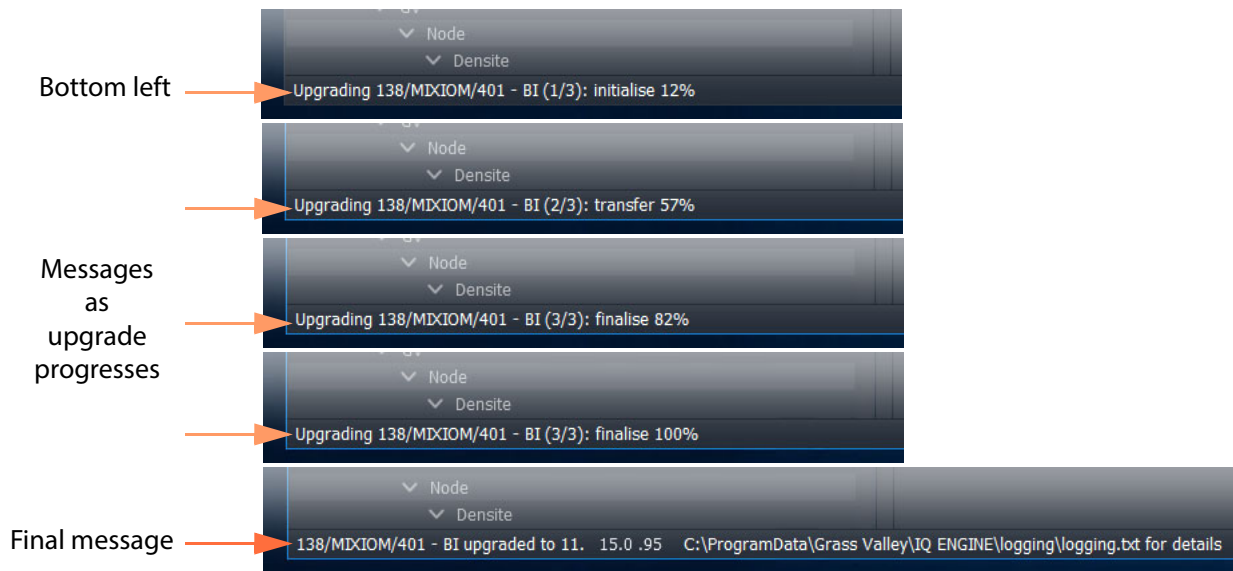 Node
Densite
Bottom left
Upgrading 138/MIXIOM/401 - BI (1/3): initialise 12%
Node
Densite
Upgrading 138/MIXIOM/401 - BI (2/3): transfer 57%
Messages
as
upgrade
progresses
Node
Densite
Upgrading 138/MIXIOM/401 - BI (3/3): finalise 82%
Node
Densite
Upgrading 138/MIXIOM/401 - BI (3/3): finalise 100%
Node
Densite
Final message
138/MIXIOM/401 - BI upgraded to 11. 15.0 .95 C:\ProgramData\Grass Valley\IQ ENGINE\logging\logging.txt for details